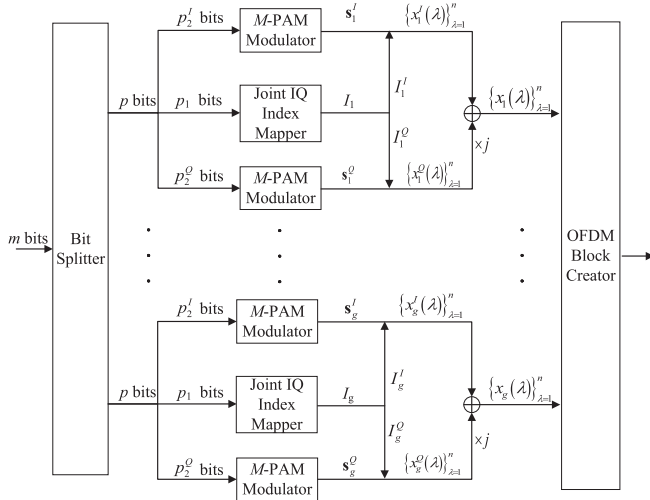 m bits
Bit
Splitter
p bits
p_2^I bits
M-PAM
Modulator
s_1^I
{x_1^I(λ)}_{λ=1}^n
p_1 bits
Joint IQ
Index
Mapper
I_1
I_1^I
I_1^Q
p_2^Q bits
M-PAM
Modulator
s_1^Q
{x_1^Q(λ)}_{λ=1}^n
×j
{x_1(λ)}_{λ=1}^n
p bits
p_2^I bits
M-PAM
Modulator
s_g^I
{x_g^I(λ)}_{λ=1}^n
p_1 bits
Joint IQ
Index
Mapper
I_g
I_g^I
I_g^Q
p_2^Q bits
M-PAM
Modulator
s_g^Q
{x_g^Q(λ)}_{λ=1}^n
×j
{x_g(λ)}_{λ=1}^n
OFDM
Block
Creator